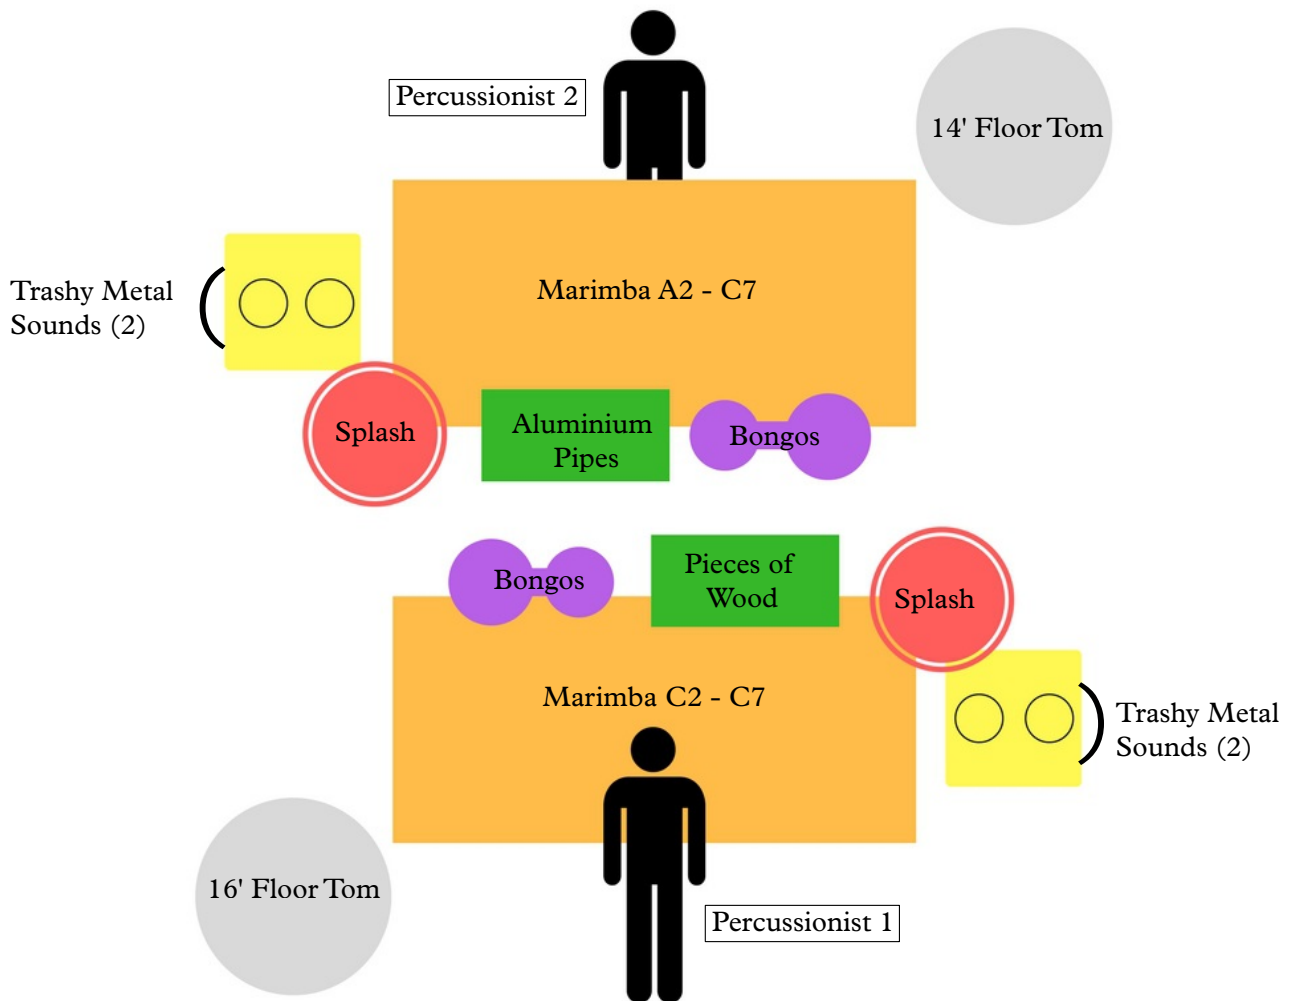 Percussionist 2
14' Floor Tom
Trashy Metal
Sounds (2)
Marimba A2 - C7
Splash
Aluminium
Pipes
Bongos
Bongos
Pieces of
Wood
Splash
Marimba C2 - C7
Trashy Metal
Sounds (2)
16' Floor Tom
Percussionist 1